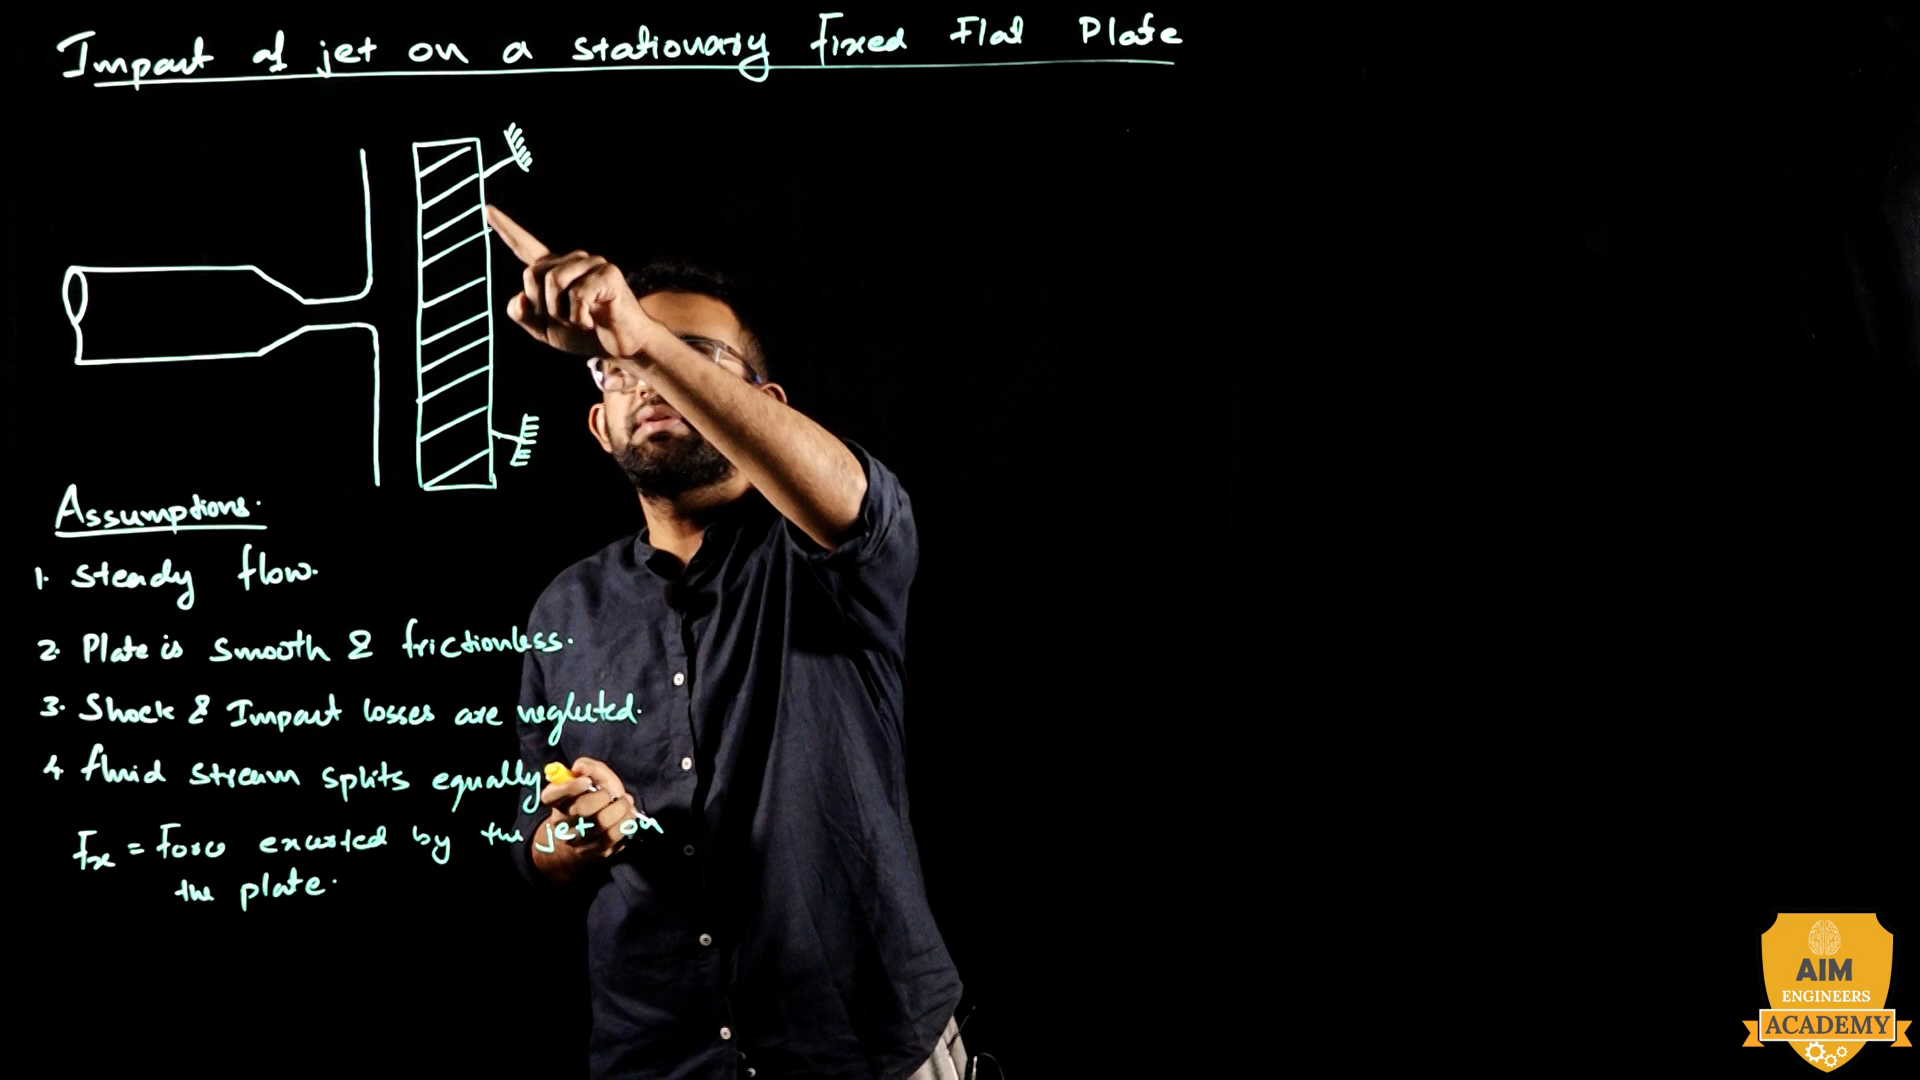 Impact of jet on a stationary fixed Flat Plate
Assumptions.
1. Steady flow.
2. Plate is smooth & frictionless.
3. Shock & Impact losses are neglected.
4. fluid stream splits equally
Fx = Force exerted by the jet on
the plate.
AIM
ENGINEERS
ACADEMY